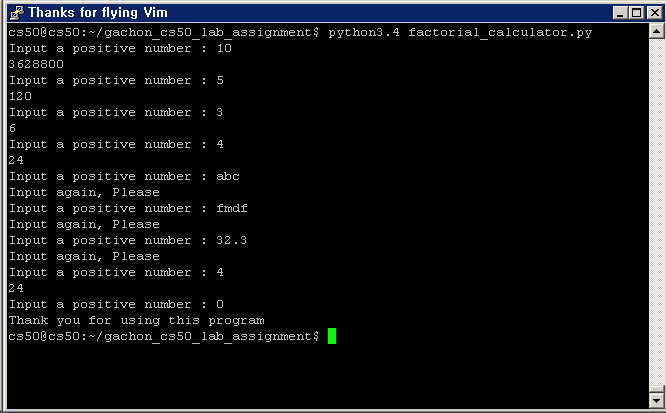 Thanks for flying Vim
cs50@cs50:~/gachon_cs50_lab_assignment$ python3.4 factorial_calculator.py
Input a positive number : 10
3628800
Input a positive number : 5
120
Input a positive number : 3
6
Input a positive number : 4
24
Input a positive number : abc
Input again, Please
Input a positive number : fmdf
Input again, Please
Input a positive number : 32.3
Input again, Please
Input a positive number : 4
24
Input a positive number : 0
Thank you for using this program
cs50@cs50:~/gachon_cs50_lab_assignment$